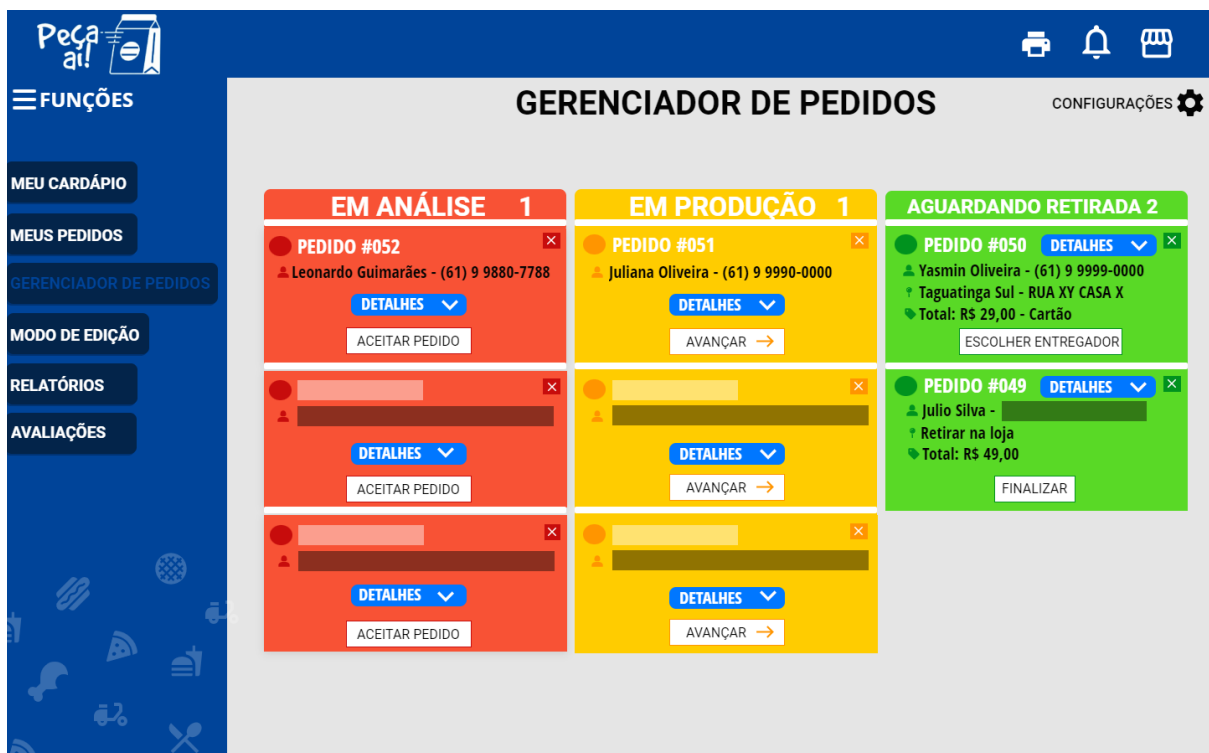 Peça
aí!
FUNÇÕES
GERENCIADOR DE PEDIDOS
CONFIGURAÇÕES
MEU CARDÁPIO
MEUS PEDIDOS
GERENCIADOR DE PEDIDOS
MODO DE EDIÇÃO
RELATÓRIOS
AVALIAÇÕES
EM ANÁLISE 1
PEDIDO #052
Leonardo Guimarães - (61) 9 9880-7788
DETALHES
ACEITAR PEDIDO
DETALHES
ACEITAR PEDIDO
DETALHES
ACEITAR PEDIDO
EM PRODUÇÃO 1
PEDIDO #051
Juliana Oliveira - (61) 9 9990-0000
DETALHES
AVANÇAR
DETALHES
AVANÇAR
DETALHES
AVANÇAR
AGUARDANDO RETIRADA 2
PEDIDO #050 DETALHES
Yasmin Oliveira - (61) 9 9999-0000
Taguatinga Sul - RUA XY CASA X
Total: R$ 29,00 - Cartão
ESCOLHER ENTREGADOR
PEDIDO #049 DETALHES
Julio Silva -
Retirar na loja
Total: R$ 49,00
FINALIZAR